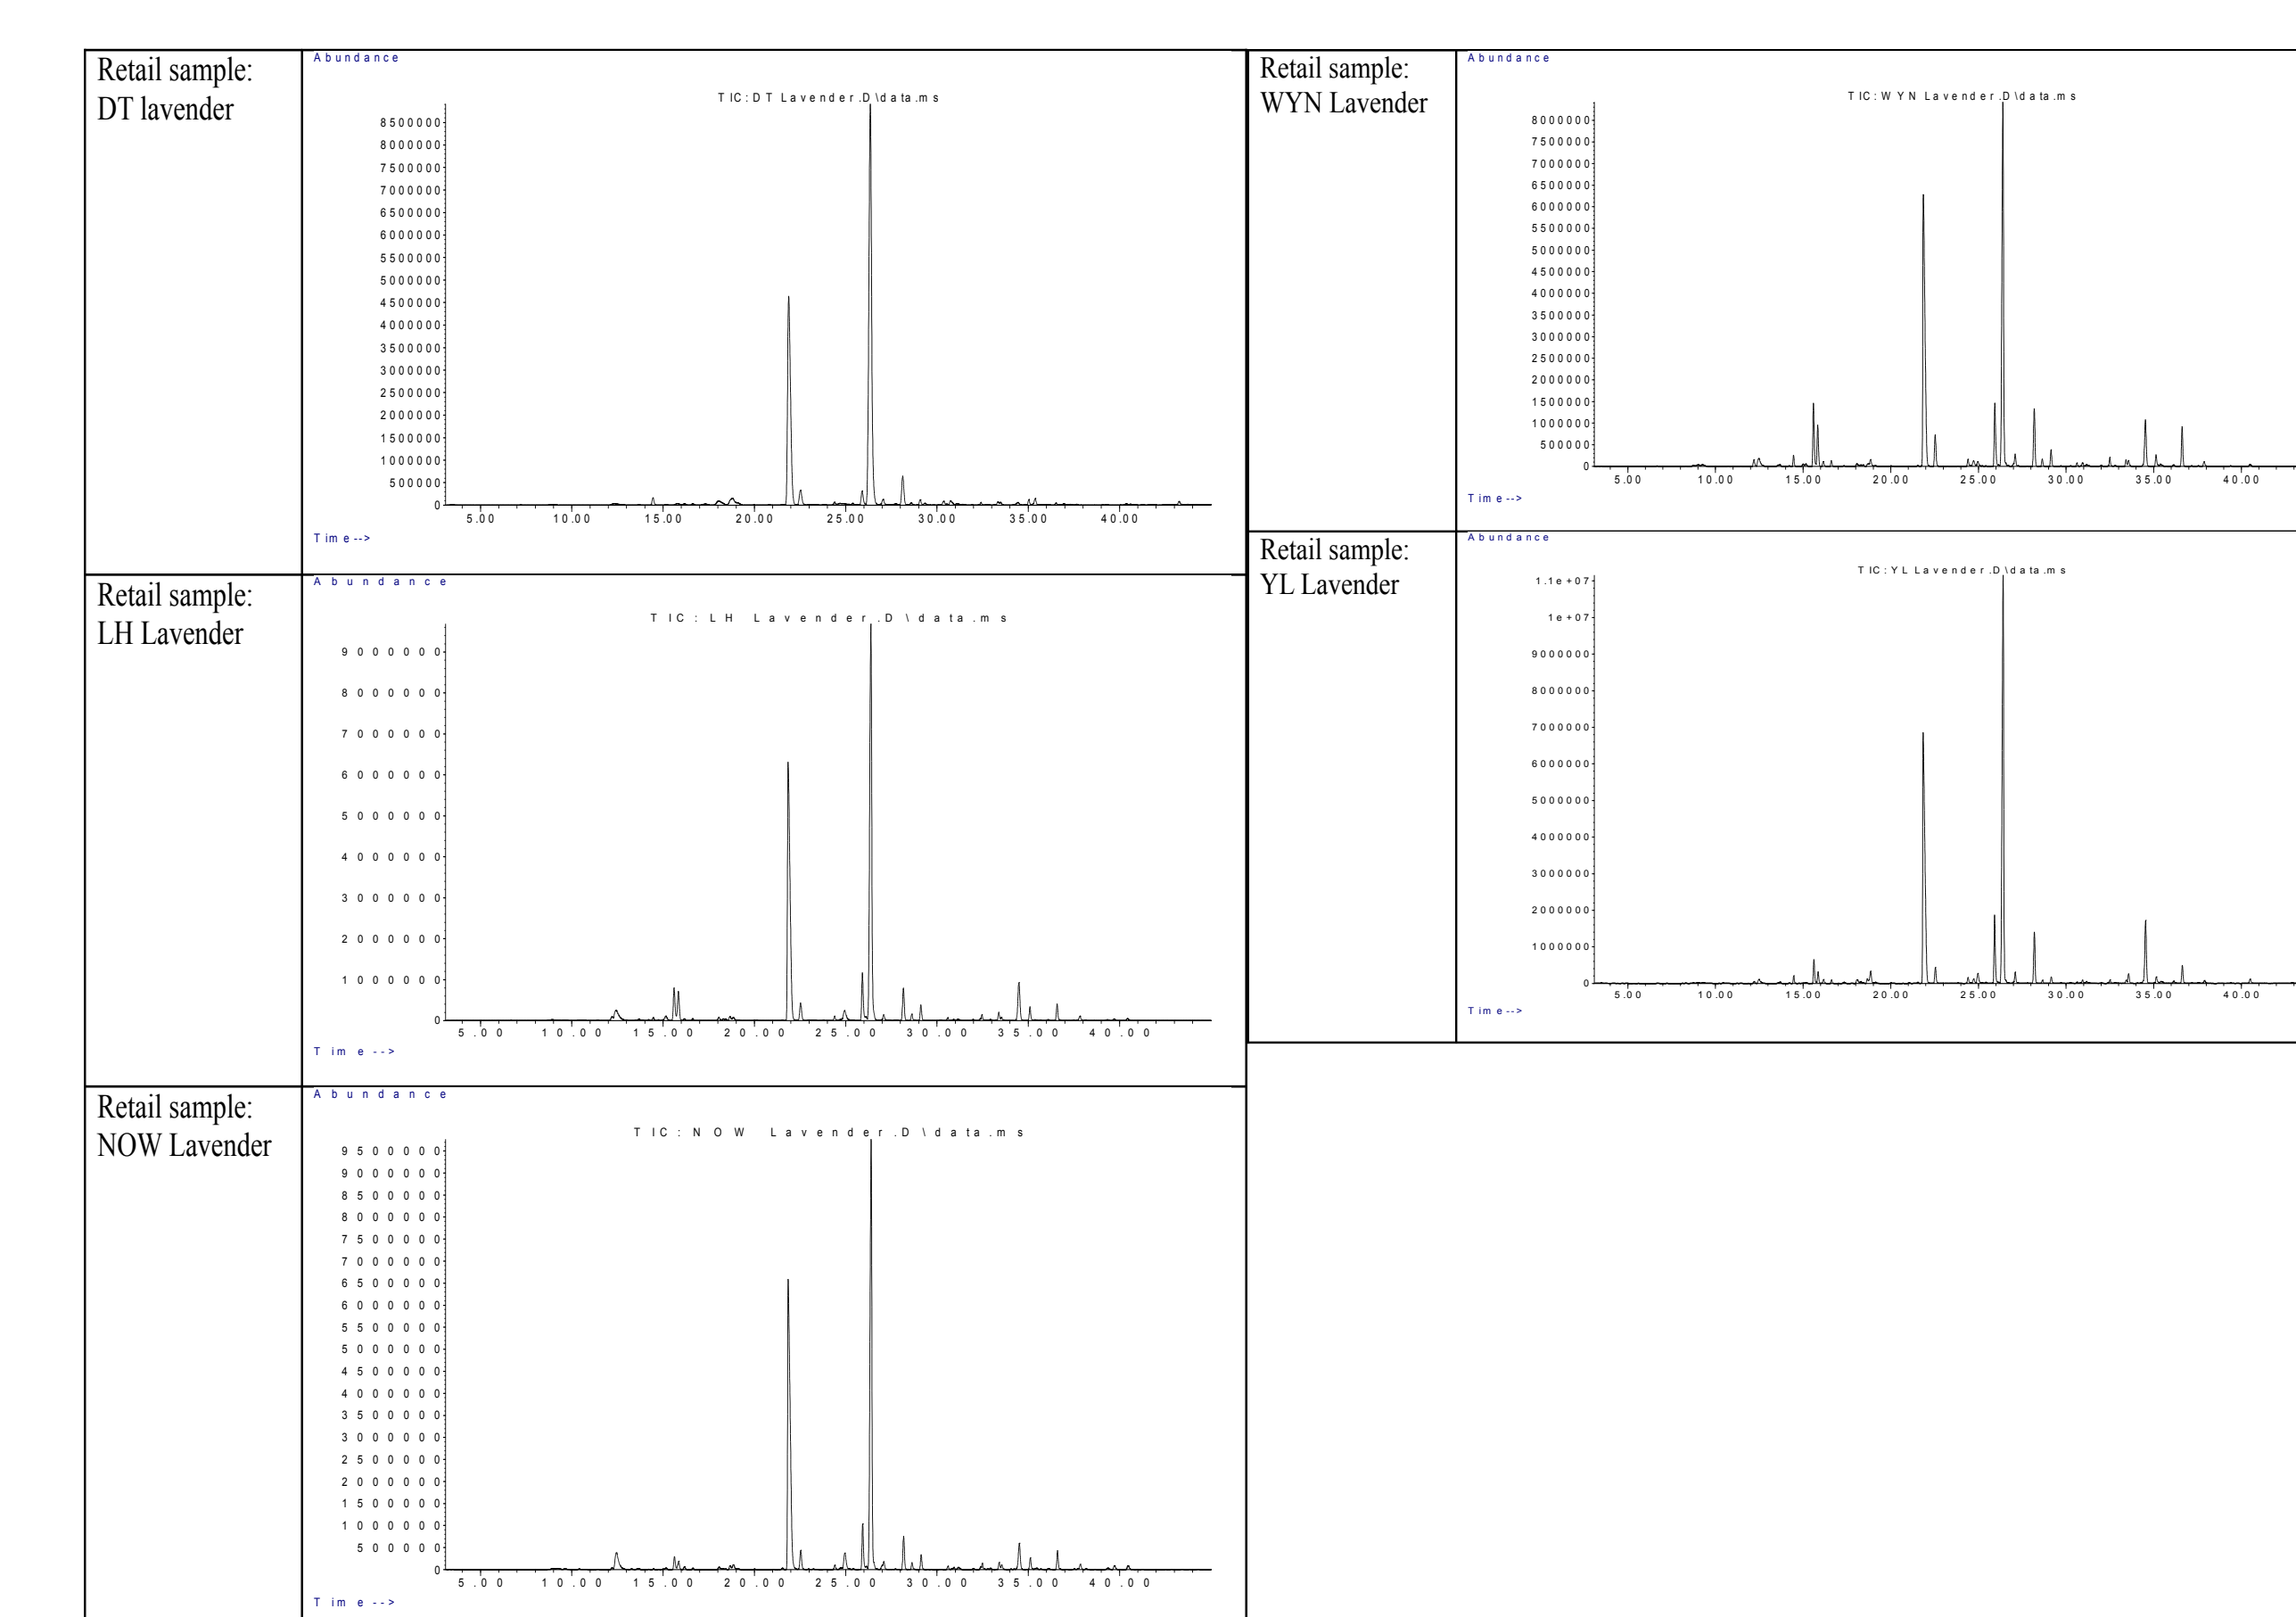 Retail sample:
DT lavender
Abundance
TIC: DT Lavender.D\data.ms
8500000
8000000
7500000
7000000
6500000
6000000
5500000
5000000
4500000
4000000
3500000
3000000
2500000
2000000
1500000
1000000
500000
0
5.00 10.00 15.00 20.00 25.00 30.00 35.00 40.00
Time-->
Retail sample:
LH Lavender
Abundance
TIC: LH Lavender.D\data.ms
9000000
8000000
7000000
6000000
5000000
4000000
3000000
2000000
1000000
0
5.00 10.00 15.00 20.00 25.00 30.00 35.00 40.00
Time-->
Retail sample:
NOW Lavender
Abundance
TIC: NOW Lavender.D\data.ms
9500000
9000000
8500000
8000000
7500000
7000000
6500000
6000000
5500000
5000000
4500000
4000000
3500000
3000000
2500000
2000000
1500000
1000000
500000
0
5.00 10.00 15.00 20.00 25.00 30.00 35.00 40.00
Time-->
Retail sample:
WYN Lavender
Abundance
TIC: WYN Lavender.D\data.ms
8000000
7500000
7000000
6500000
6000000
5500000
5000000
4500000
4000000
3500000
3000000
2500000
2000000
1500000
1000000
500000
0
5.00 10.00 15.00 20.00 25.00 30.00 35.00 40.00
Time-->
Retail sample:
YL Lavender
Abundance
TIC: YL Lavender.D\data.ms
1.1e+07
1e+07
9000000
8000000
7000000
6000000
5000000
4000000
3000000
2000000
1000000
0
5.00 10.00 15.00 20.00 25.00 30.00 35.00 40.00
Time-->